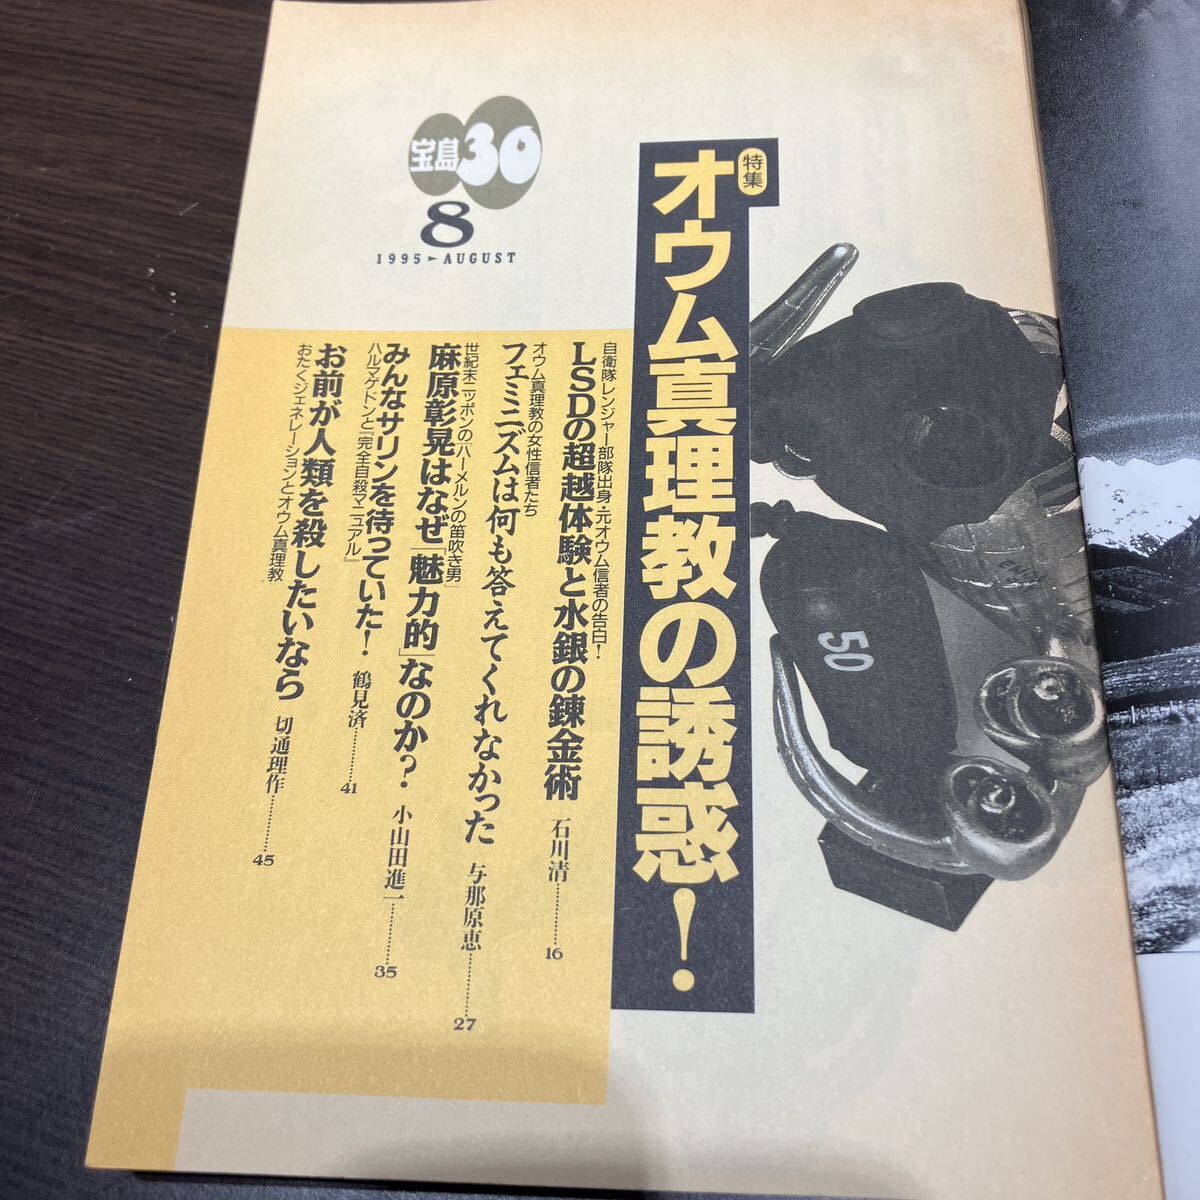 宝島30
8
1995►AUGUST
特集
オウム真理教の誘惑!
自衛隊レンジャー部隊出身・元オウム信者の告白!
LSDの超越体験と水銀の錬金術 石川清…………16
オウム真理教の女性信者たち
フェミニズムは何も答えてくれなかった 与那原恵…………27
世紀末ニッポンの「ハーメルンの笛吹き男」
麻原彰晃はなぜ「魅力的」なのか? 小山田進一…………35
みんなサリンを待っていた! 鶴見済…………41
ハルマゲドンと『完全自殺マニュアル』
お前が人類を殺したいなら 切通理作…………45
おたくジェネレーションとオウム真理教
50